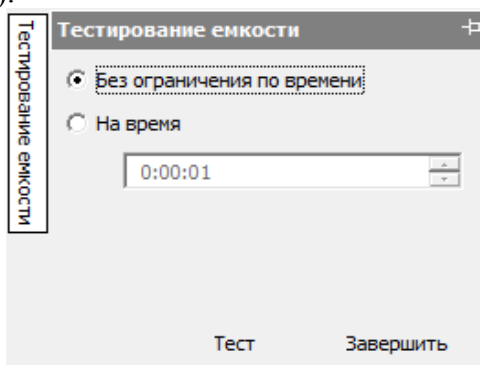 Тестирование емкости
Тестирование емкости
Без ограничения по времени
На время
0:00:01
Тест Завершить